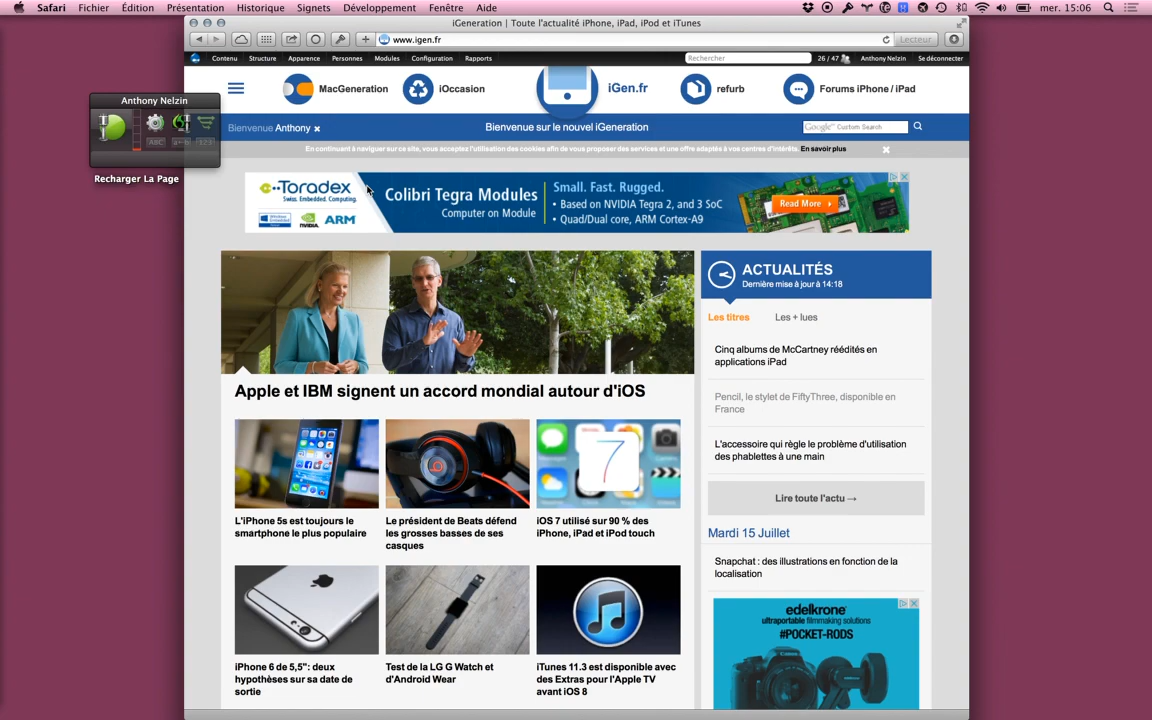 Safari Fichier Édition Présentation Historique Signets Développement Fenêtre Aide mer. 15:06
iGeneration | Toute l'actualité iPhone, iPad, iPod et iTunes
www.igen.fr Lecteur
Contenu Structure Apparence Personnes Modules Configuration Rapports Rechercher 26 / 47 Anthony Nelzin Se déconnecter
MacGeneration iOccasion iGen.fr refurb Forums iPhone / iPad
Anthony Nelzin
ABC a→b 123
Recharger La Page
Bienvenue Anthony × Bienvenue sur le nouvel iGeneration Google™ Custom Search
En continuant à naviguer sur ce site, vous acceptez l'utilisation des cookies afin de vous proposer des services et une offre adaptés à vos centres d'intérêts. En savoir plus
Toradex
Swiss. Embedded. Computing.
Windows Embedded NVIDIA ARM
Colibri Tegra Modules
Computer on Module
Small. Fast. Rugged.
• Based on NVIDIA Tegra 2, and 3 SoC
• Quad/Dual core, ARM Cortex-A9
Read More
Apple et IBM signent un accord mondial autour d'iOS
L'iPhone 5s est toujours le
smartphone le plus populaire
Le président de Beats défend
les grosses basses de ses
casques
7
iOS 7 utilisé sur 90 % des
iPhone, iPad et iPod touch
iPhone 6 de 5,5": deux
hypothèses sur sa date de
sortie
Test de la LG G Watch et
d'Android Wear
iTunes 11.3 est disponible avec
des Extras pour l'Apple TV
avant iOS 8
ACTUALITÉS
Dernière mise à jour à 14:18
Les titres Les + lues
Cinq albums de McCartney réédités en
applications iPad
Pencil, le stylet de FiftyThree, disponible en
France
L'accessoire qui règle le problème d'utilisation
des phablettes à une main
Lire toute l'actu →
Mardi 15 Juillet
Snapchat : des illustrations en fonction de la
localisation
edelkrone
ultraportable filmmaking solutions
#POCKET-RODS